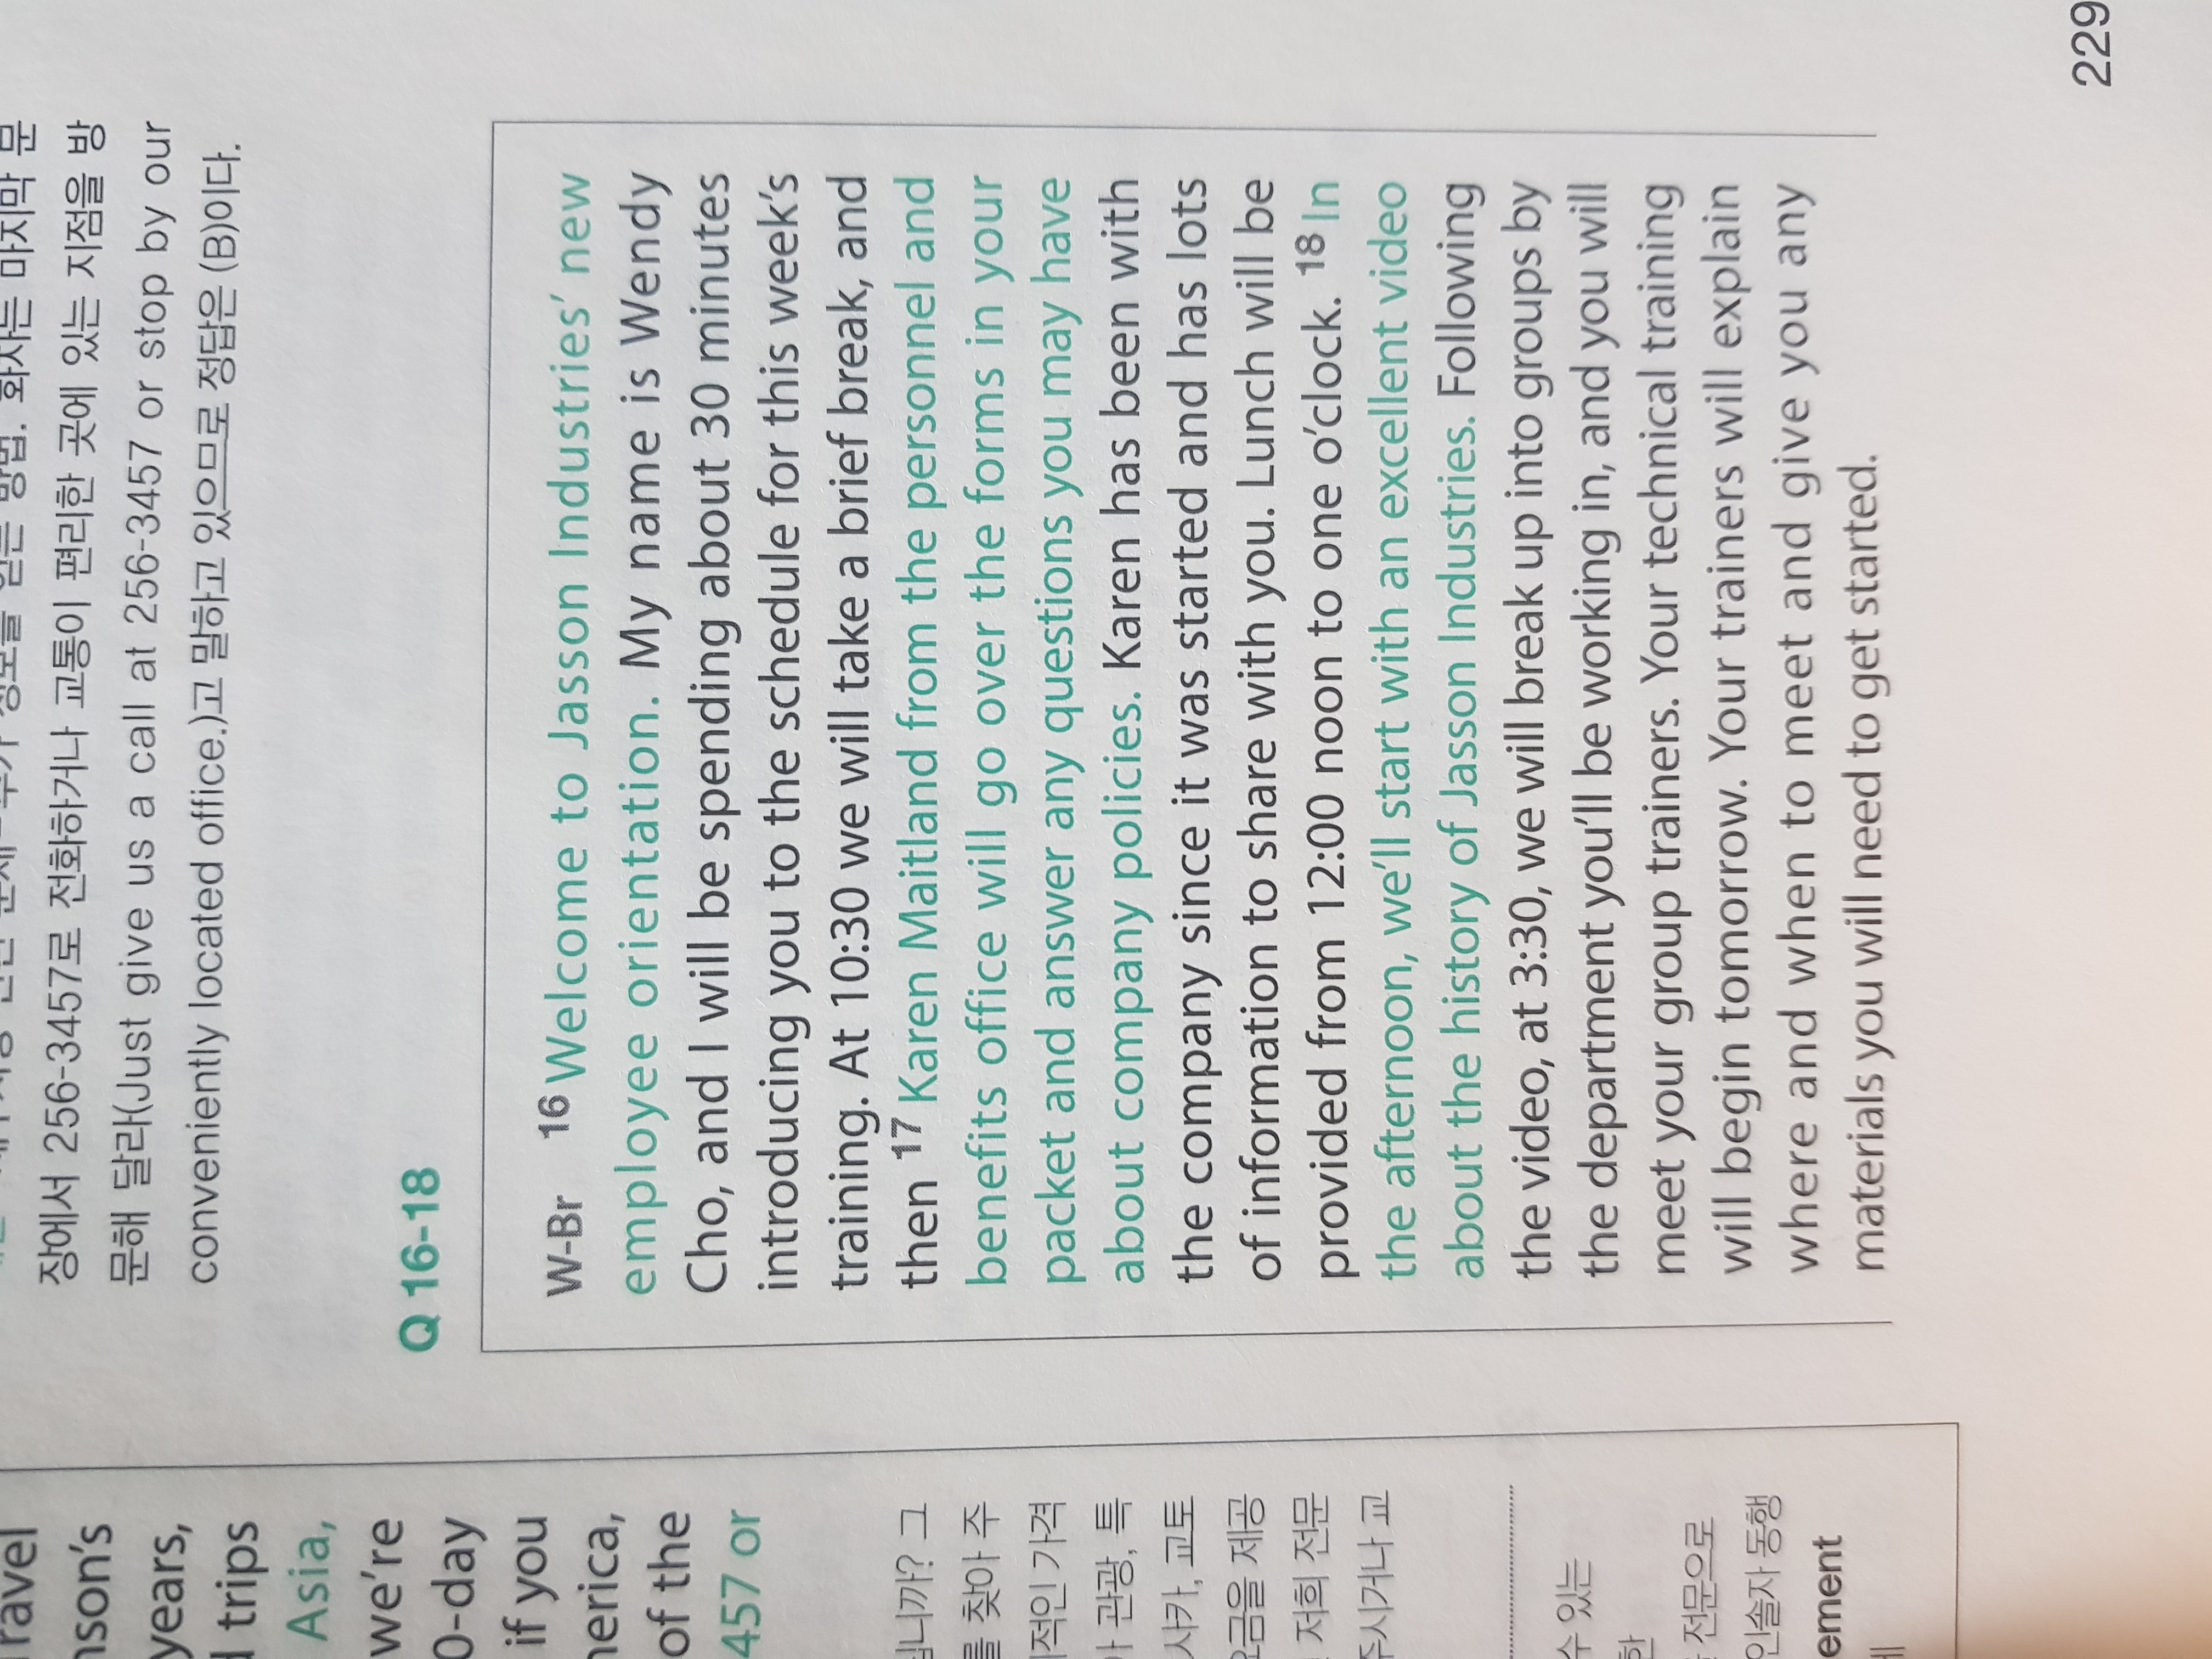 ravel
nson's
years,
trips
Asia,
we're
0-day
if you
nerica,
of the
457 or
십니까? 그
를 찾아 주
적인 가격
관광, 특
사카, 교토
요금을 제공
저희 전문
주시거나 교
수 있는
한
전문으로
인솔자 동행
ement
방법. 화자는 마지막 문
장에서 256-3457로 전화하거나 교통이 편리한 곳에 있는 지점을 방
문해 달라(Just give us a call at 256-3457 or stop by our
conveniently located office.)고 말하고 있으므로 정답은 (B)이다.
Q 16-18
W-Br 16 Welcome to Jasson Industries' new
employee orientation. My name is Wendy
Cho, and I will be spending about 30 minutes
introducing you to the schedule for this week's
training. At 10:30 we will take a brief break, and
then 17 Karen Maitland from the personnel and
benefits office will go over the forms in your
packet and answer any questions you may have
about company policies. Karen has been with
the company since it was started and has lots
of information to share with you. Lunch will be
provided from 12:00 noon to one o'clock. 18 In
the afternoon, we'll start with an excellent video
about the history of Jasson Industries. Following
the video, at 3:30, we will break up into groups by
the department you'll be working in, and you will
meet your group trainers. Your technical training
will begin tomorrow. Your trainers will explain
where and when to meet and give you any
materials you will need to get started.
229